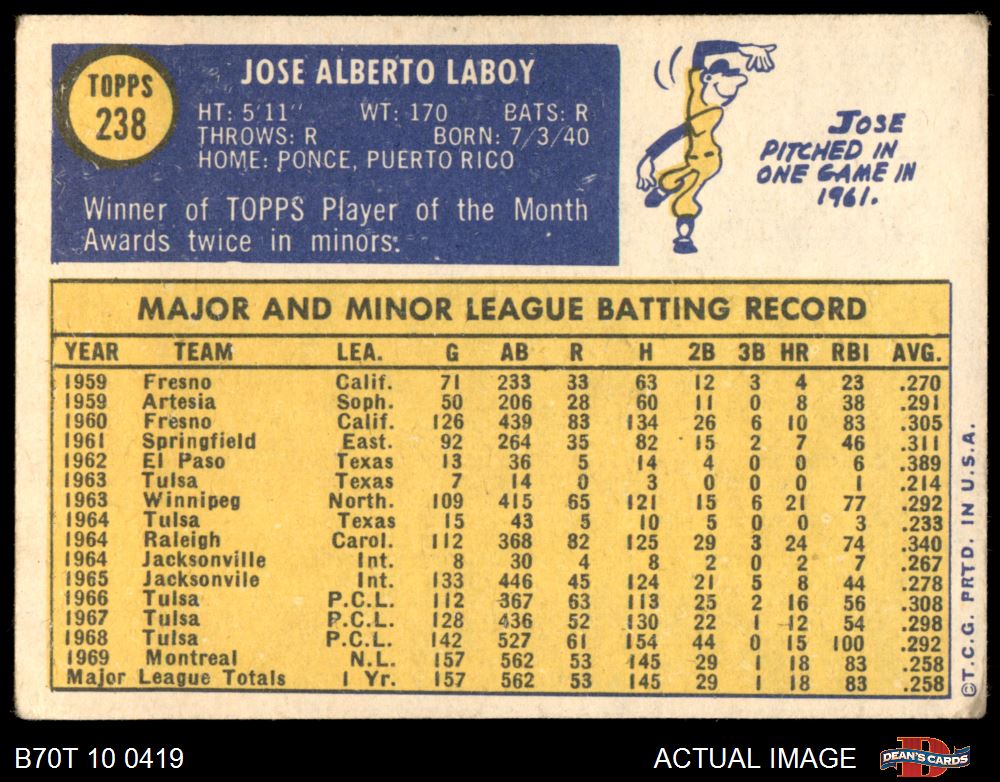 TOPPS
238
JOSE ALBERTO LABOY
HT: 5'11" WT: 170 BATS: R
THROWS: R BORN: 7/3/40
HOME: PONCE, PUERTO RICO
Winner of TOPPS Player of the Month
Awards twice in minors.
JOSE
PITCHED IN
ONE GAME IN
1961.
MAJOR AND MINOR LEAGUE BATTING RECORD
YEAR TEAM LEA. G AB R H 2B 3B HR RBI AVG.
1959 Fresno Calif. 71 233 33 63 12 3 4 23 .270
1959 Artesia Soph. 50 206 28 60 11 0 8 38 .291
1960 Fresno Calif. 126 439 83 134 26 6 10 83 .305
1961 Springfield East. 92 264 35 82 15 2 7 46 .311
1962 El Paso Texas 13 36 5 14 4 0 0 6 .389
1963 Tulsa Texas 7 14 0 3 0 0 0 1 .214
1963 Winnipeg North. 109 415 65 121 15 6 21 77 .292
1964 Tulsa Texas 15 43 5 10 5 0 0 3 .233
1964 Raleigh Carol. 112 368 82 125 29 3 24 74 .340
1964 Jacksonville Int. 8 30 4 8 2 0 2 7 .267
1965 Jacksonvile Int. 133 446 45 124 21 5 8 44 .278
1966 Tulsa P.C.L. 112 367 63 113 25 2 16 56 .308
1967 Tulsa P.C.L. 128 436 52 130 22 1 12 54 .298
1968 Tulsa P.C.L. 142 527 61 154 44 0 15 100 .292
1969 Montreal N.L. 157 562 53 145 29 1 18 83 .258
Major League Totals 1 Yr. 157 562 53 145 29 1 18 83 .258
©T.C.G. PRTD. IN U.S.A.
B70T 10 0419
ACTUAL IMAGE
DEAN'S CARDS